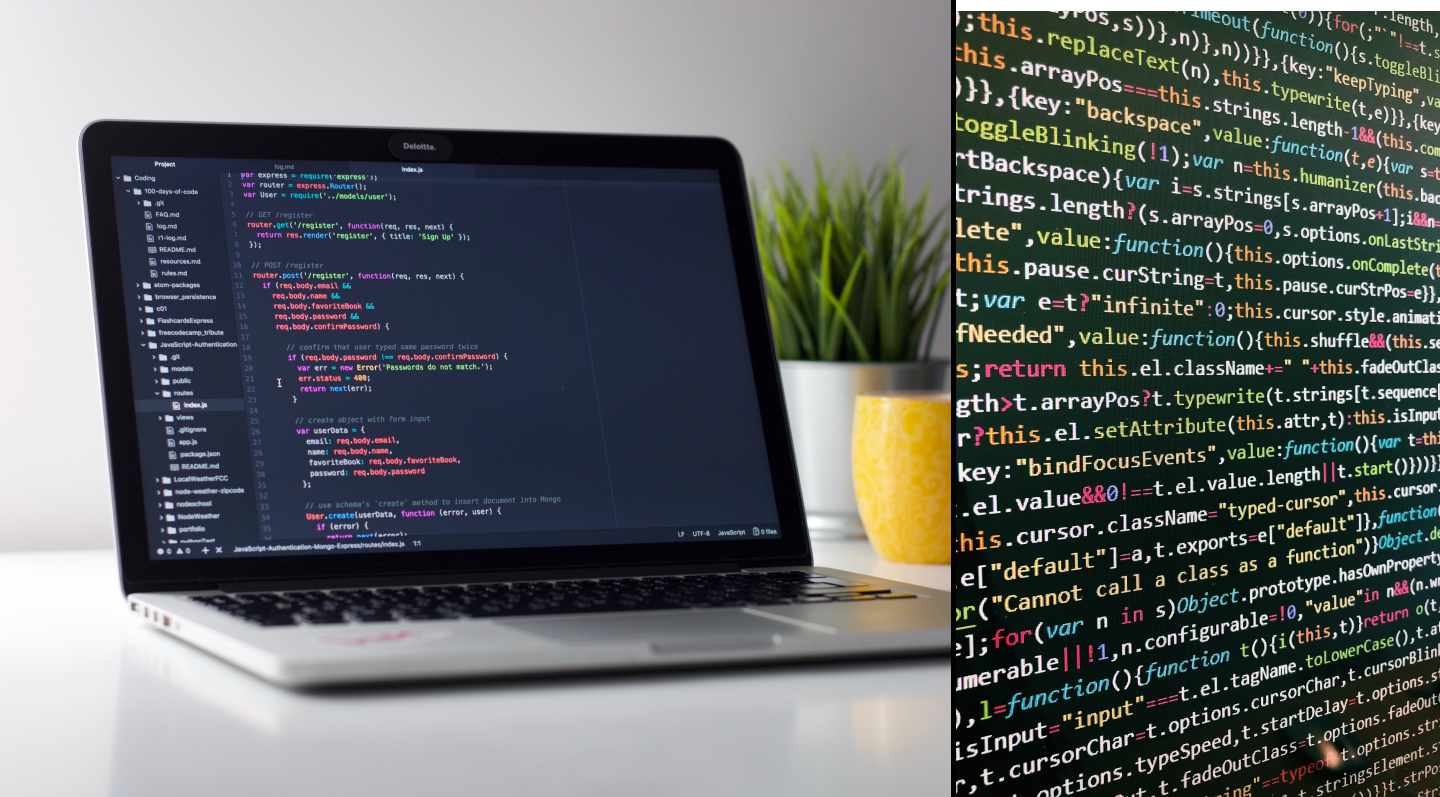 Deloitte.
Project
Coding
100-days-of-code
.git
FAQ.md
log.md
r1-log.md
README.md
resources.md
rules.md
atom-packages
browser_persistence
c01
FlashcardsExpress
freecodecamp_tribute
JavaScript-Authentication
.git
models
public
routes
index.js
views
.gitignore
app.js
package.json
README.md
LocalWeatherFCC
node-weather-zipcode
nodeschool
NodeWeather
portfolio
pythonTest
log.md
index.js
1 var express = require('express');
2 var router = express.Router();
3 var User = require('../models/user');
4
5 // GET /register
6 router.get('/register', function(req, res, next) {
7 return res.render('register', { title: 'Sign Up' });
8 });
9
10 // POST /register
11 router.post('/register', function(req, res, next) {
12 if (req.body.email &&
13 req.body.name &&
14 req.body.favoriteBook &&
15 req.body.password &&
16 req.body.confirmPassword) {
17
18 // confirm that user typed same password twice
19 if (req.body.password !== req.body.confirmPassword) {
20 var err = new Error('Passwords do not match.');
21 err.status = 400;
22 return next(err);
23 }
24
25 // create object with form input
26 var userData = {
27 email: req.body.email,
28 name: req.body.name,
29 favoriteBook: req.body.favoriteBook,
30 password: req.body.password
31 };
32
33 // use schema's `create` method to insert document into Mongo
34 User.create(userData, function (error, user) {
35 if (error) {
return next(error);
0 0 + × JavaScript-Authentication-Mongo-Express/routes/index.js 1:1
LF UTF-8 JavaScript 0 files
yPos,s))},n)},n))}},{key:"keepTyping",va
);this.replaceText(n),this.typewrite(t,e)}},{key
this.arrayPos===this.strings.length-1&&(this.com
)}},{key:"backspace",value:function(t,e){var s=t
toggleBlinking(!1);var n=this.humanizer(this.bac
rtBackspace){var i=s.strings[s.arrayPos+1];i&&n=
trings.length?(s.arrayPos=0,s.options.onLastStri
lete",value:function(){this.options.onComplete(t
this.pause.curString=t,this.pause.curStrPos=e}},
t;var e=t?"infinite":0;this.cursor.style.animati
fNeeded",value:function(){this.shuffle&&(this.se
s;return this.el.className+=" "+this.fadeOutClas
gth>t.arrayPos?t.typewrite(t.strings[t.sequence[
r?this.el.setAttribute(this.attr,t):this.isInput
key:"bindFocusEvents",value:function(){var t=thi
.el.value&&0!==t.el.value.length||t.start()})}}
this.cursor.className="typed-cursor",this.cursor.
e["default"]=a,t.exports=e["default"]},function(
or("Cannot call a class as a function")}Object.de
e];for(var n in s)Object.prototype.hasOwnProperty
umerable||!1,n.configurable=!0,"value"in n&&(n.wr
),l=function(){function t(){i(this,t)}return o(t,
isInput="input"===t.el.tagName.toLowerCase(),t.at
r,t.cursorChar=t.options.cursorChar,t.cursorBlink
.options.typeSpeed,t.startDelay=t.options.st
t.fadeOutClass=t.options.fadeOut